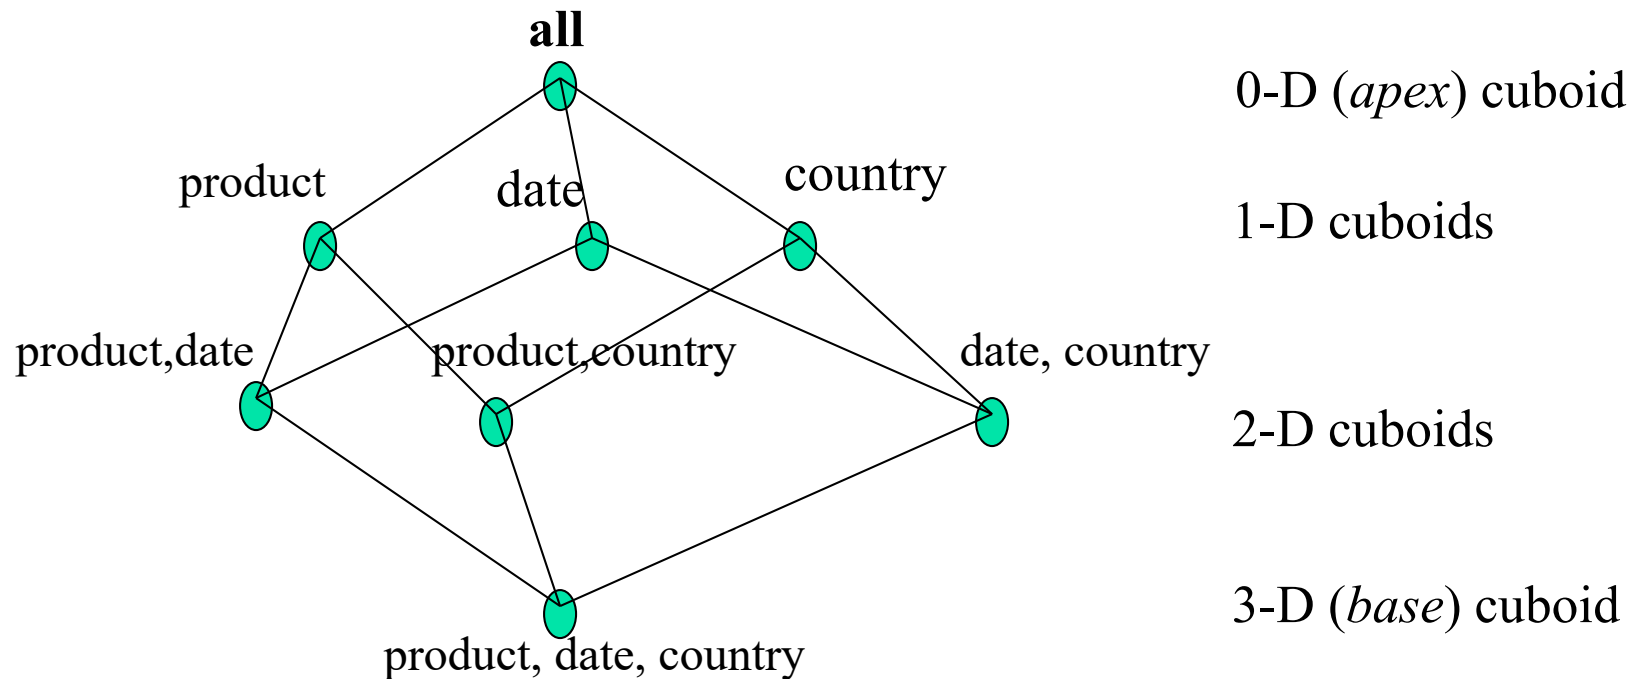 all
0-D (apex) cuboid
product
date
country
1-D cuboids
product,date
product,country
date, country
2-D cuboids
3-D (base) cuboid
product, date, country